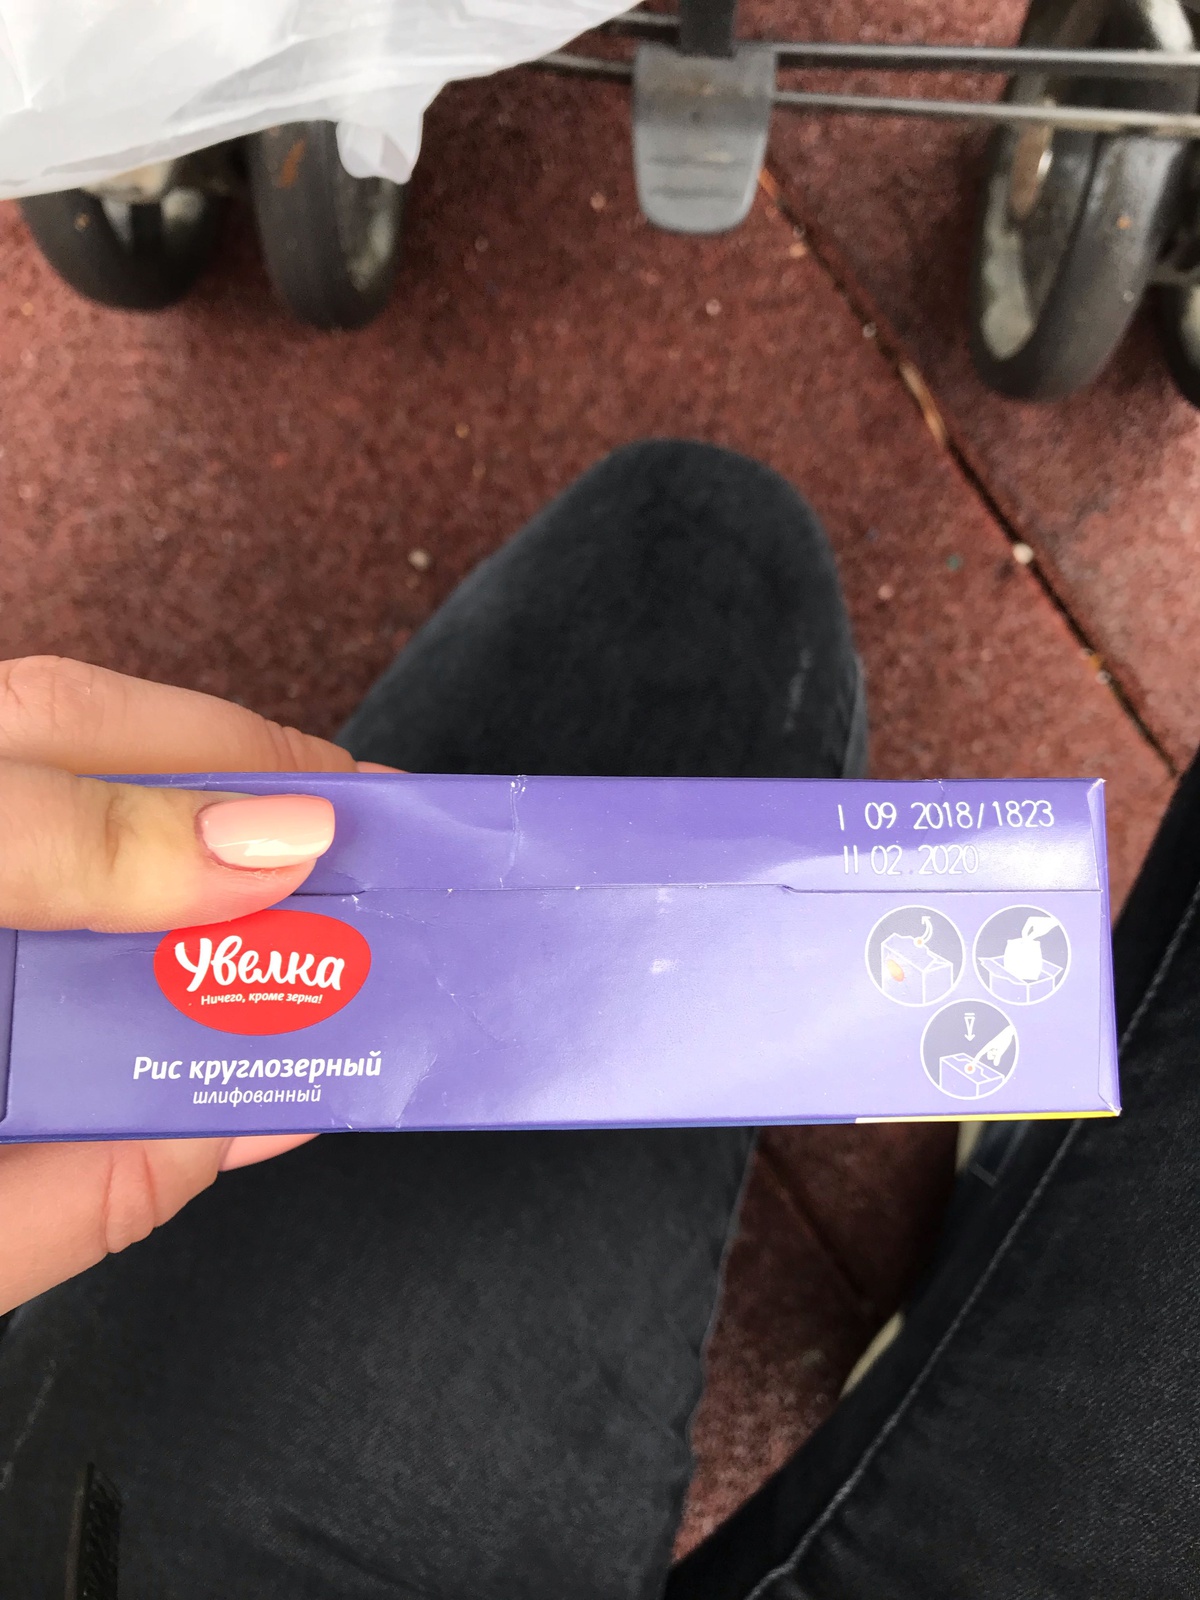 I 09 2018/1823
II 02 2020
Увелка
Ничего, кроме зерна!
Рис круглозерный
шлифованный